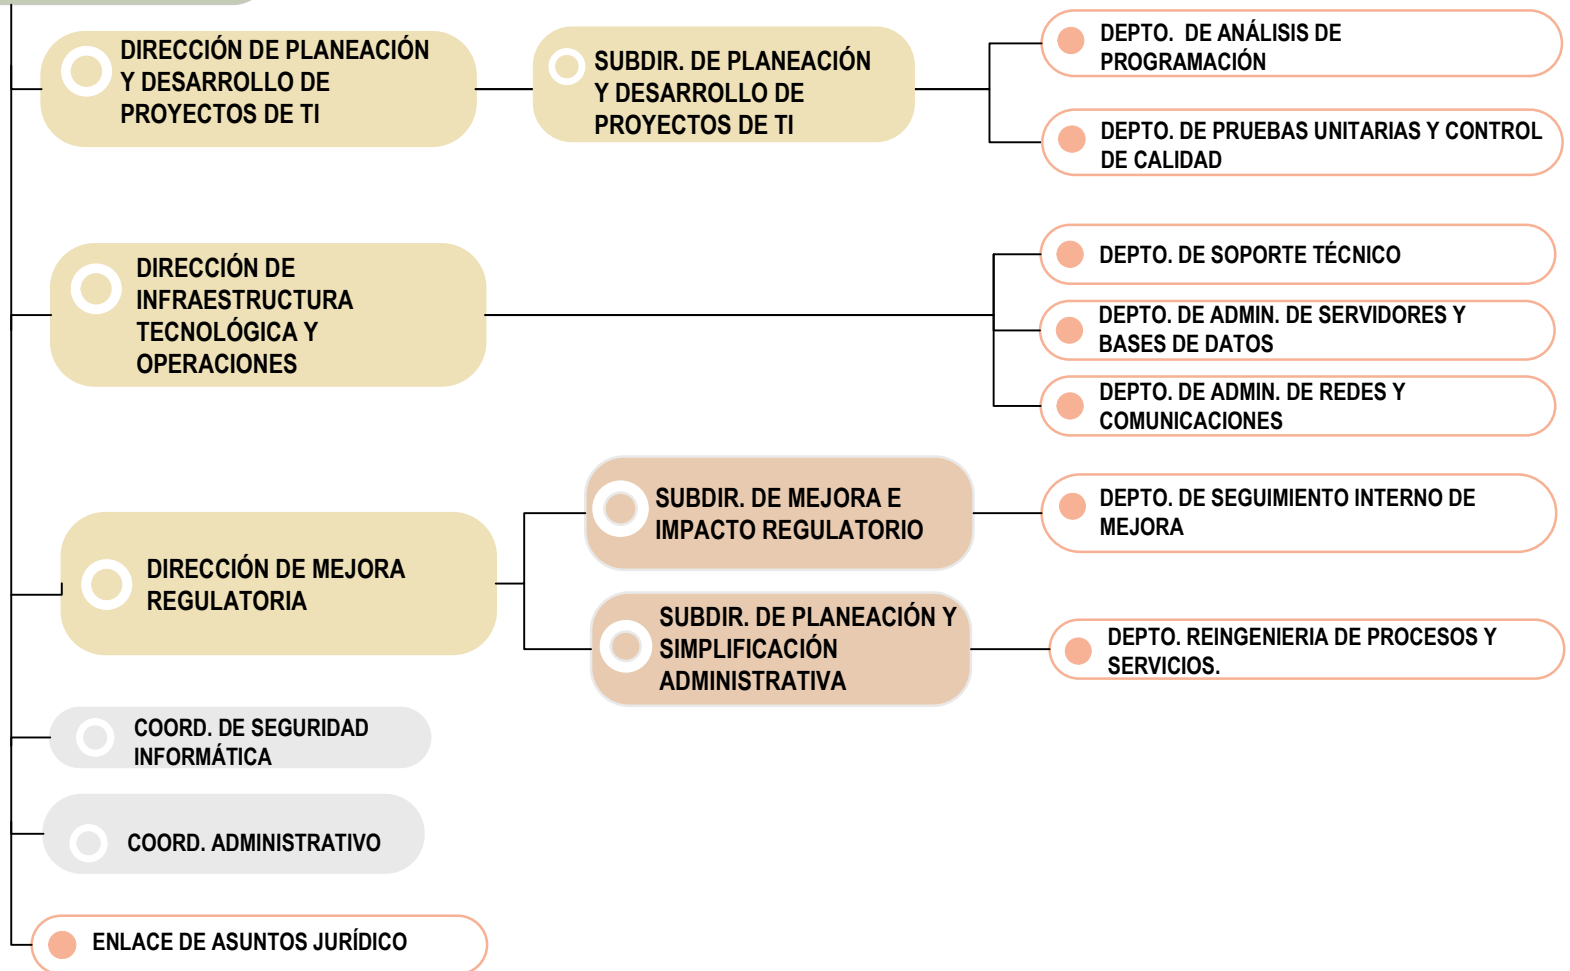 DIRECCIÓN DE PLANEACIÓN
Y DESARROLLO DE
PROYECTOS DE TI
SUBDIR. DE PLANEACIÓN
Y DESARROLLO DE
PROYECTOS DE TI
DEPTO. DE ANÁLISIS DE
PROGRAMACIÓN
DEPTO. DE PRUEBAS UNITARIAS Y CONTROL
DE CALIDAD
DIRECCIÓN DE
INFRAESTRUCTURA
TECNOLÓGICA Y
OPERACIONES
DEPTO. DE SOPORTE TÉCNICO
DEPTO. DE ADMIN. DE SERVIDORES Y
BASES DE DATOS
DEPTO. DE ADMIN. DE REDES Y
COMUNICACIONES
DIRECCIÓN DE MEJORA
REGULATORIA
SUBDIR. DE MEJORA E
IMPACTO REGULATORIO
DEPTO. DE SEGUIMIENTO INTERNO DE
MEJORA
SUBDIR. DE PLANEACIÓN Y
SIMPLIFICACIÓN
ADMINISTRATIVA
DEPTO. REINGENIERIA DE PROCESOS Y
SERVICIOS.
COORD. DE SEGURIDAD
INFORMÁTICA
COORD. ADMINISTRATIVO
ENLACE DE ASUNTOS JURÍDICO